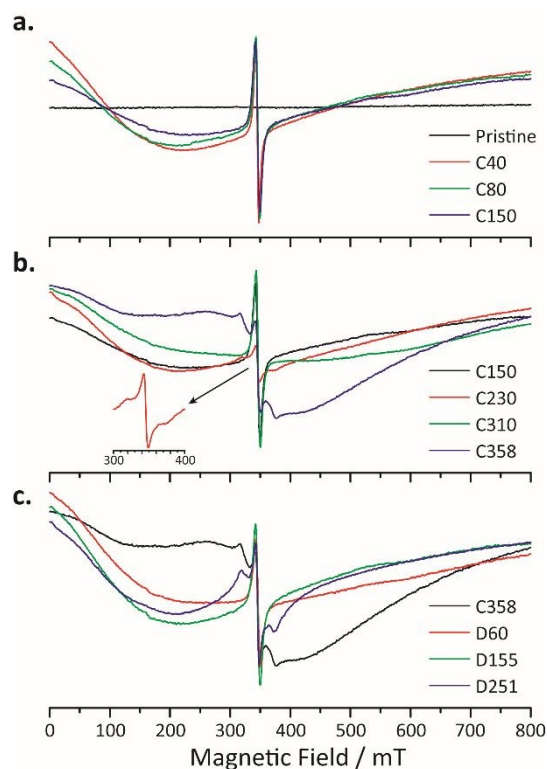 a.
Pristine
C40
C80
C150
b.
C150
C230
C310
C358
300 400
c.
C358
D60
D155
D251
0 100 200 300 400 500 600 700 800
Magnetic Field / mT